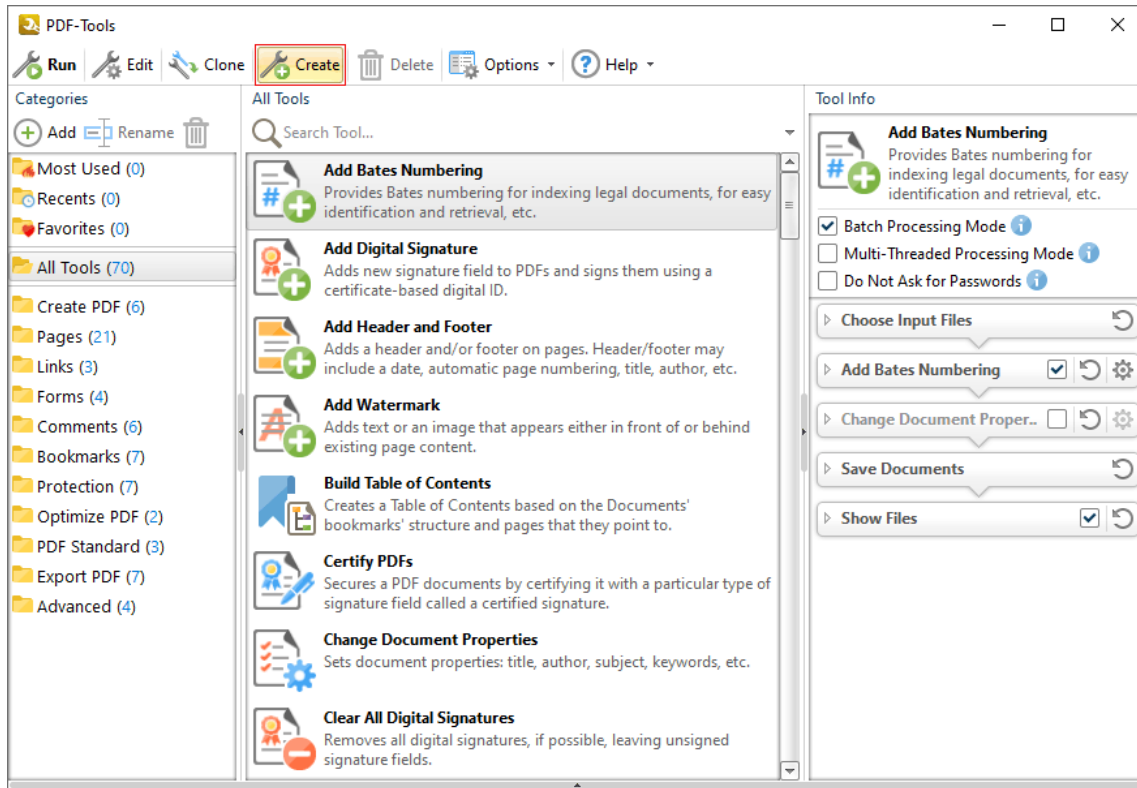 PDF-Tools
Run Edit Clone Create Delete Options Help
Categories
Add Rename
Most Used (0)
Recents (0)
Favorites (0)
All Tools (70)
Create PDF (6)
Pages (21)
Links (3)
Forms (4)
Comments (6)
Bookmarks (7)
Protection (7)
Optimize PDF (2)
PDF Standard (3)
Export PDF (7)
Advanced (4)
All Tools
Search Tool...
Add Bates Numbering
Provides Bates numbering for indexing legal documents, for easy
identification and retrieval, etc.
Add Digital Signature
Adds new signature field to PDFs and signs them using a
certificate-based digital ID.
Add Header and Footer
Adds a header and/or footer on pages. Header/footer may
include a date, automatic page numbering, title, author, etc.
Add Watermark
Adds text or an image that appears either in front of or behind
existing page content.
Build Table of Contents
Creates a Table of Contents based on the Documents'
bookmarks' structure and pages that they point to.
Certify PDFs
Secures a PDF documents by certifying it with a particular type of
signature field called a certified signature.
Change Document Properties
Sets document properties: title, author, subject, keywords, etc.
Clear All Digital Signatures
Removes all digital signatures, if possible, leaving unsigned
signature fields.
Tool Info
Add Bates Numbering
Provides Bates numbering for
indexing legal documents, for easy
identification and retrieval, etc.
Batch Processing Mode
Multi-Threaded Processing Mode
Do Not Ask for Passwords
Choose Input Files
Add Bates Numbering
Change Document Proper..
Save Documents
Show Files